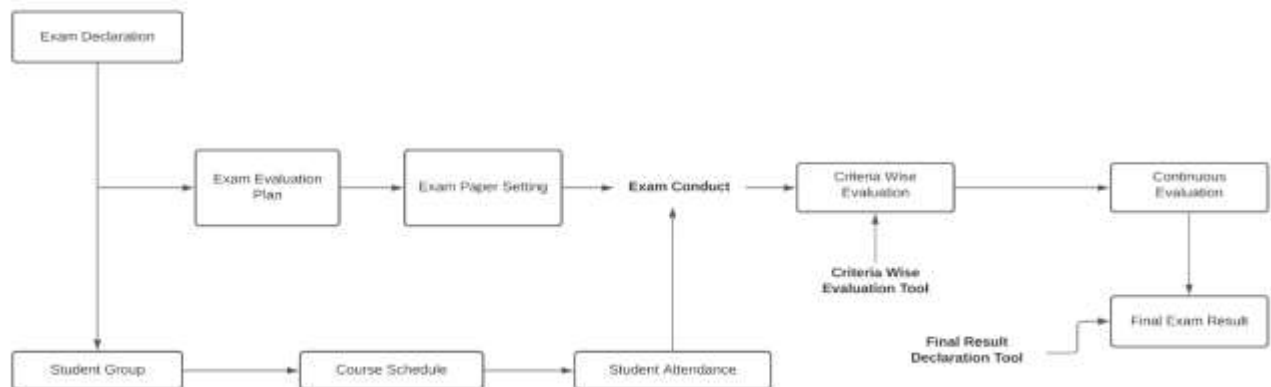 Exam Declaration
Exam Evaluation
Plan
Exam Paper Setting
Exam Conduct
Criteria Wise
Evaluation
Continuous
Evaluation
Criteria Wise
Evaluation Tool
Final Exam Result
Final Result
Declaration Tool
Student Group
Course Schedule
Student Attendance